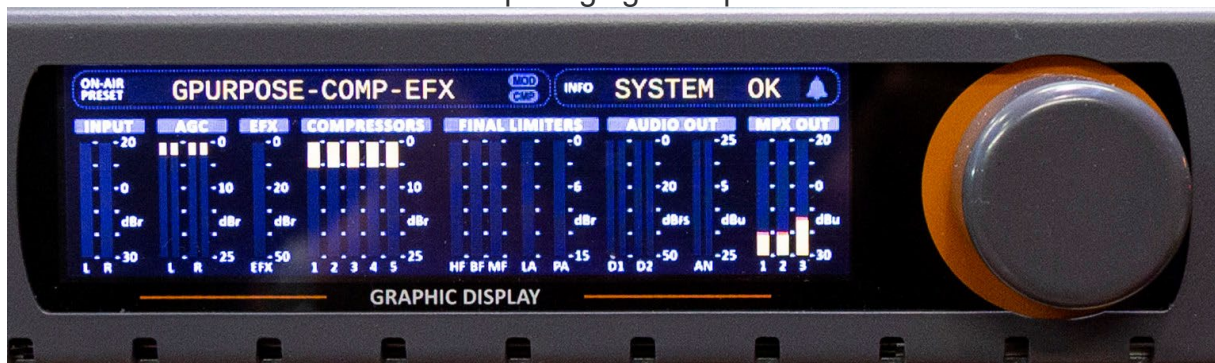 ON-AIR PRESET GPURPOSE-COMP-EFX MOD CMP INFO SYSTEM OK
INPUT AGC EFX COMPRESSORS FINAL LIMITERS AUDIO OUT MPX OUT
-20 -0 -0 -0 -0 -0 -25 -20
-0 -10 -20 -10 -6 -20 -5 -0
dBr dBr dBr dBr dBfs dBu dBu
-30 -25 -50 -25 -15 -50 -25 -30
L R L R EFX 1 2 3 4 5 HF BF MF LA PA D1 D2 AN 1 2 3
GRAPHIC DISPLAY